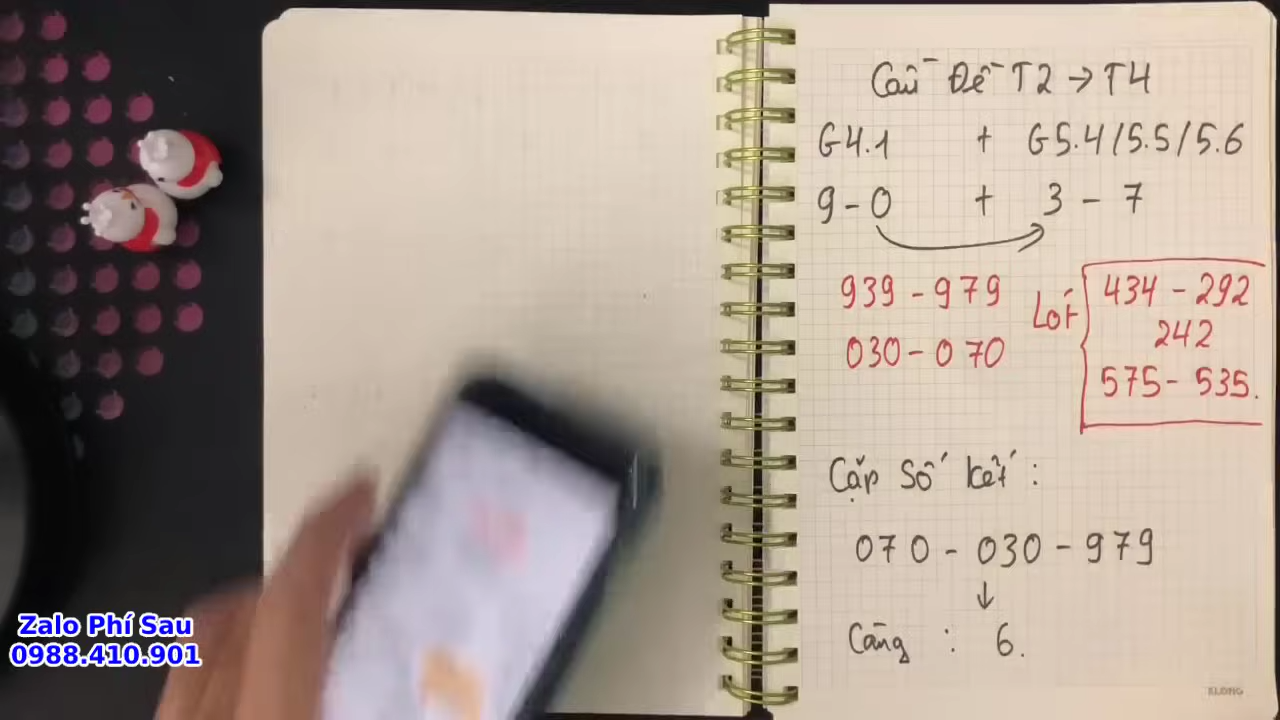 Cầu Đề T2 → T4
G4.1 + G5.4/5.5/5.6
9-0 + 3 - 7
939 - 979
030 - 070
Lót
434 - 292
242
575 - 535.
Cặp Số kết :
070 - 030 - 979
↓
Càng : 6.
KLONG
Zalo Phí Sau
0988.410.901